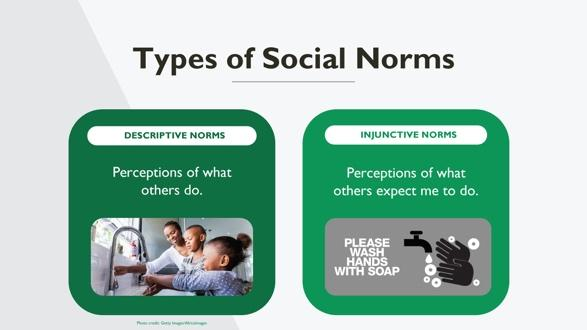 Types of Social Norms
DESCRIPTIVE NORMS
Perceptions of what
others do.
INJUNCTIVE NORMS
Perceptions of what
others expect me to do.
PLEASE
WASH
HANDS
WITH SOAP
Photo credit: Getty Images/Africaimages